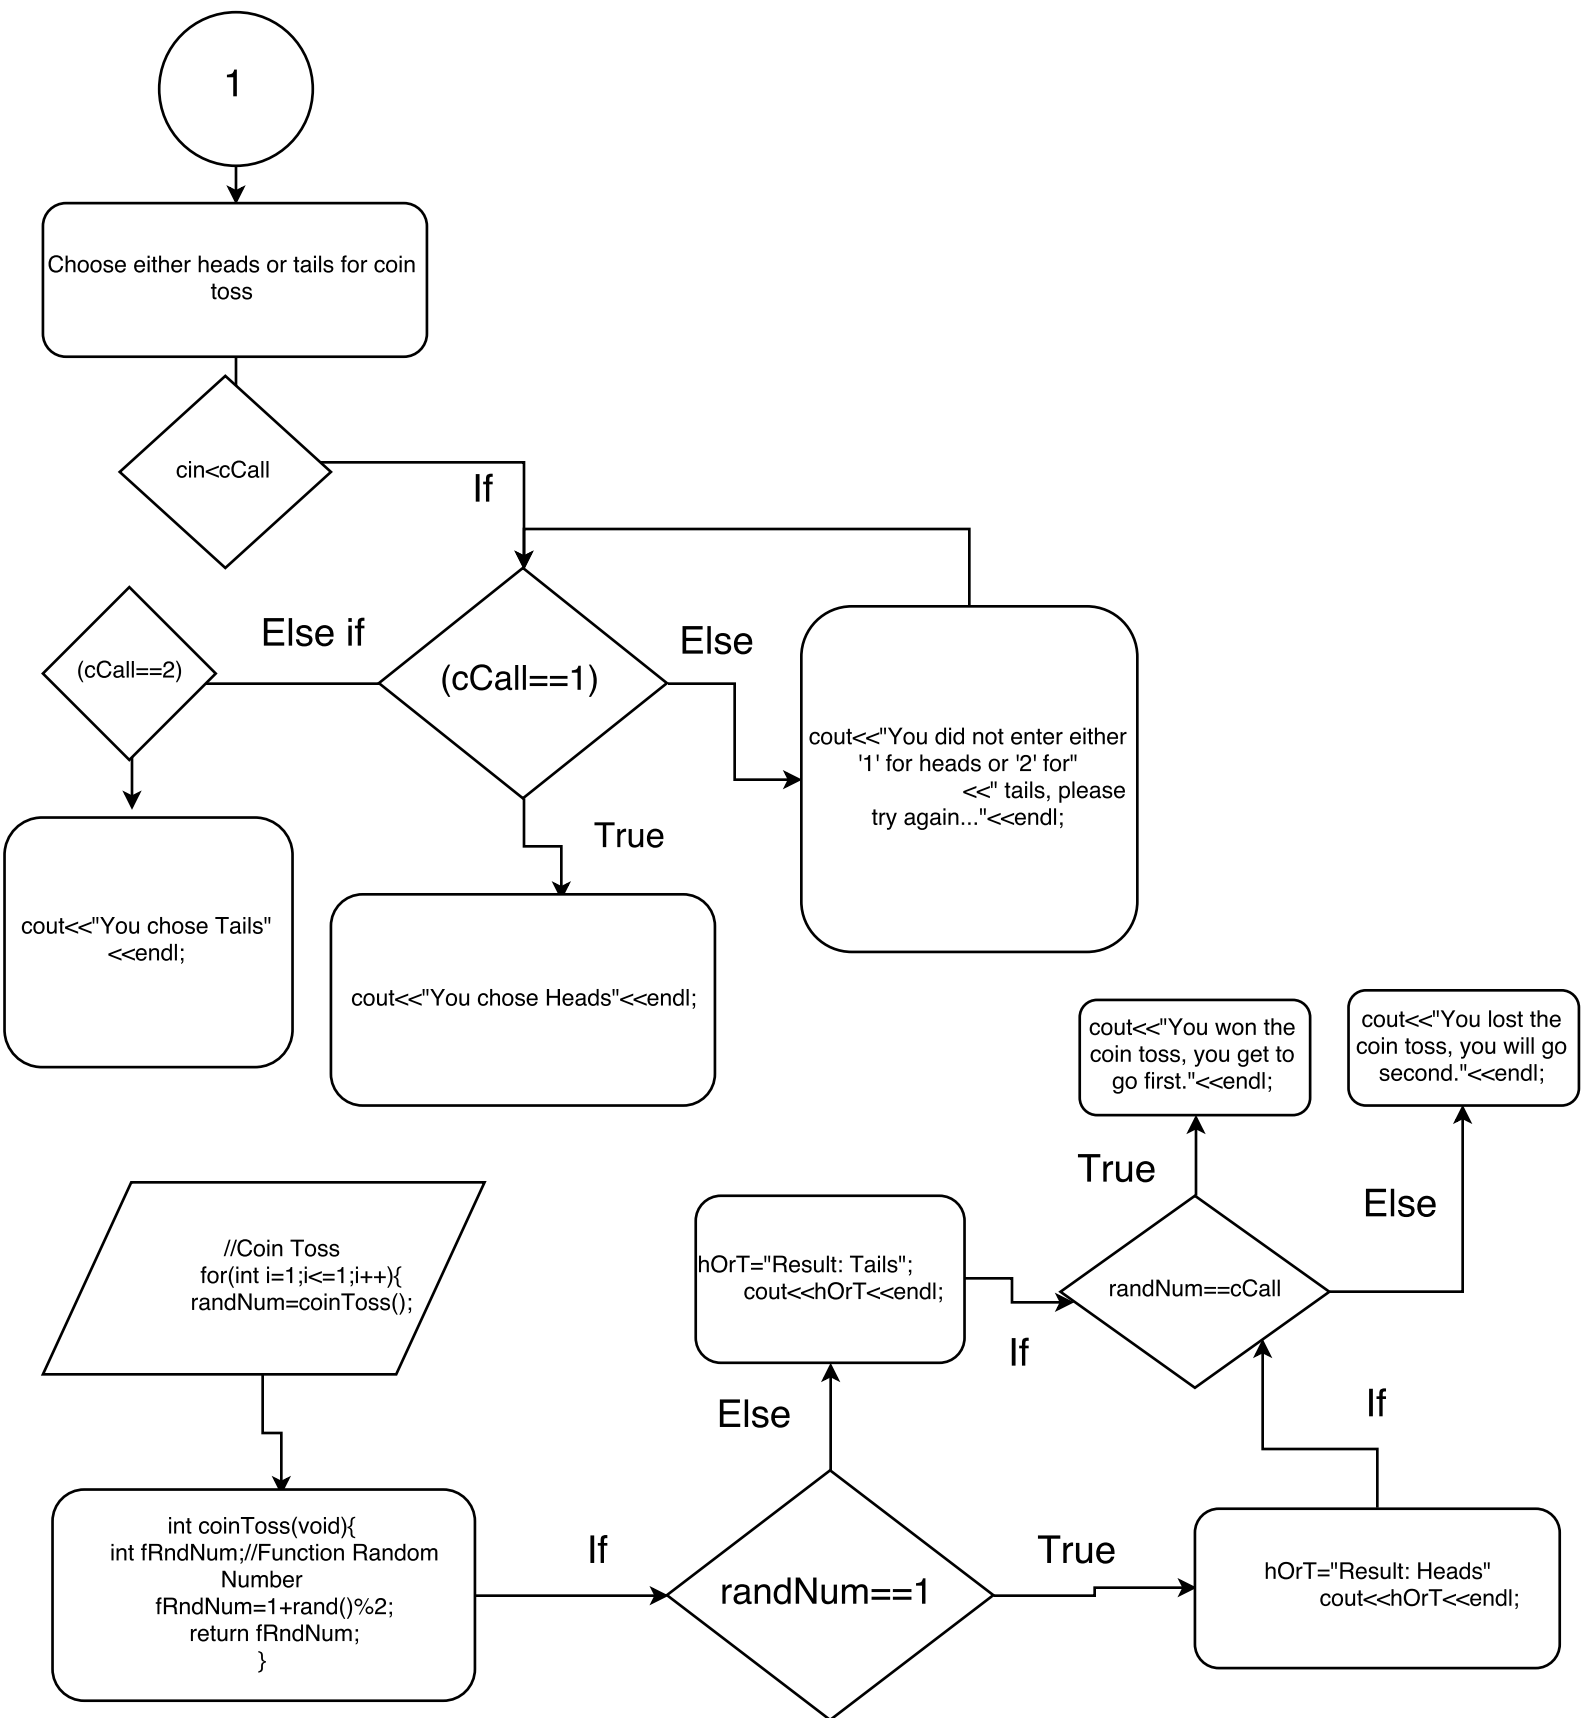 1
Choose either heads or tails for coin
toss
cin<cCall
If
Else if
(cCall==2)
(cCall==1)
Else
cout<<"You did not enter either
'1' for heads or '2' for"
<<" tails, please
try again..."<<endl;
True
cout<<"You chose Tails"
<<endl;
cout<<"You chose Heads"<<endl;
cout<<"You won the
coin toss, you get to
go first."<<endl;
cout<<"You lost the
coin toss, you will go
second."<<endl;
True
Else
//Coin Toss
for(int i=1;i<=1;i++){
randNum=coinToss();
hOrT="Result: Tails";
cout<<hOrT<<endl;
randNum==cCall
If
Else
If
int coinToss(void){
int fRndNum;//Function Random
Number
fRndNum=1+rand()%2;
return fRndNum;
}
If
randNum==1
True
hOrT="Result: Heads"
cout<<hOrT<<endl;